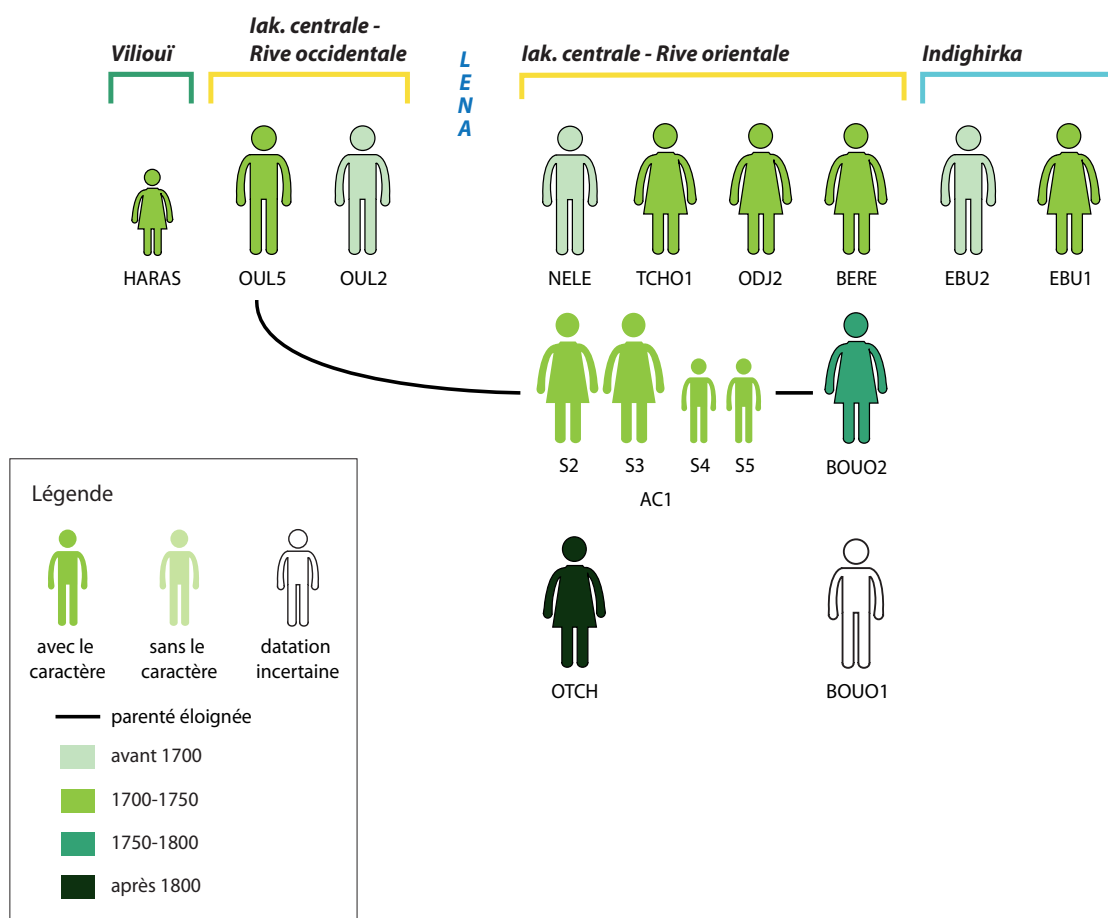 Viliouï
Iak. centrale -
Rive occidentale
L
E
N
A
Iak. centrale - Rive orientale
Indighirka
HARAS
OUL5
OUL2
NELE
TCHO1
ODJ2
BERE
EBU2
EBU1
S2
S3
S4
S5
AC1
BOUO2
OTCH
BOUO1
Légende
avec le
caractère
sans le
caractère
datation
incertaine
parenté éloignée
avant 1700
1700-1750
1750-1800
après 1800